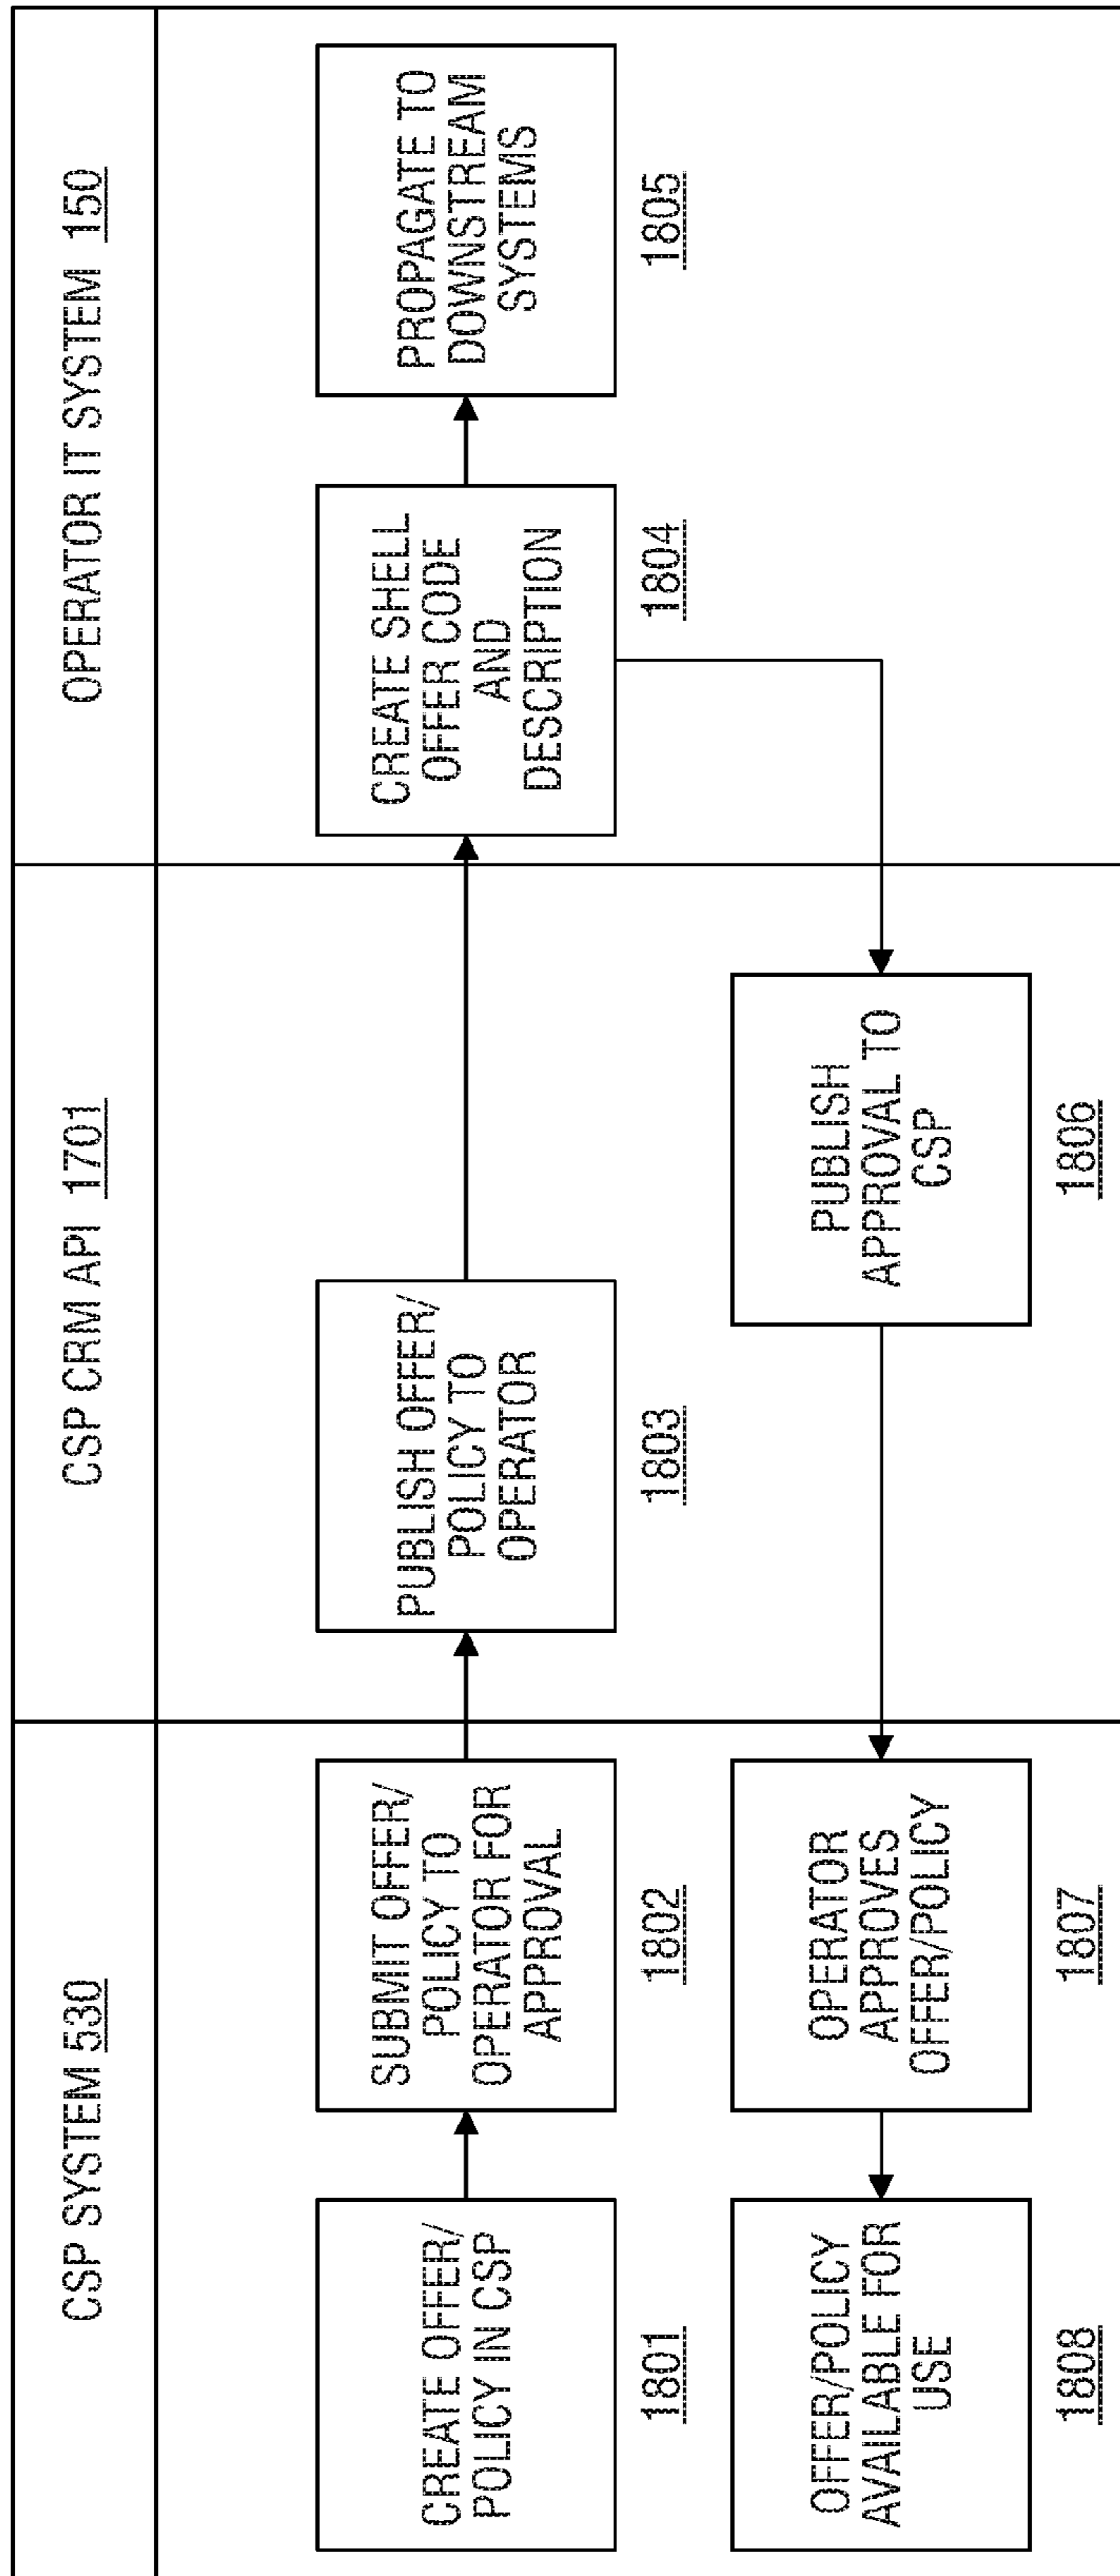 CSP SYSTEM 530
CSP CRM API 1701
OPERATOR IT SYSTEM 150
CREATE OFFER/
POLICY IN CSP
1801
SUBMIT OFFER/
POLICY TO
OPERATOR FOR
APPROVAL
1802
PUBLISH OFFER/
POLICY TO
OPERATOR
1803
CREATE SHELL
OFFER CODE
AND
DESCRIPTION
1804
PROPAGATE TO
DOWNSTREAM
SYSTEMS
1805
PUBLISH
APPROVAL TO
CSP
1806
OPERATOR
APPROVES
OFFER/POLICY
1807
OFFER/POLICY
AVAILABLE FOR
USE
1808